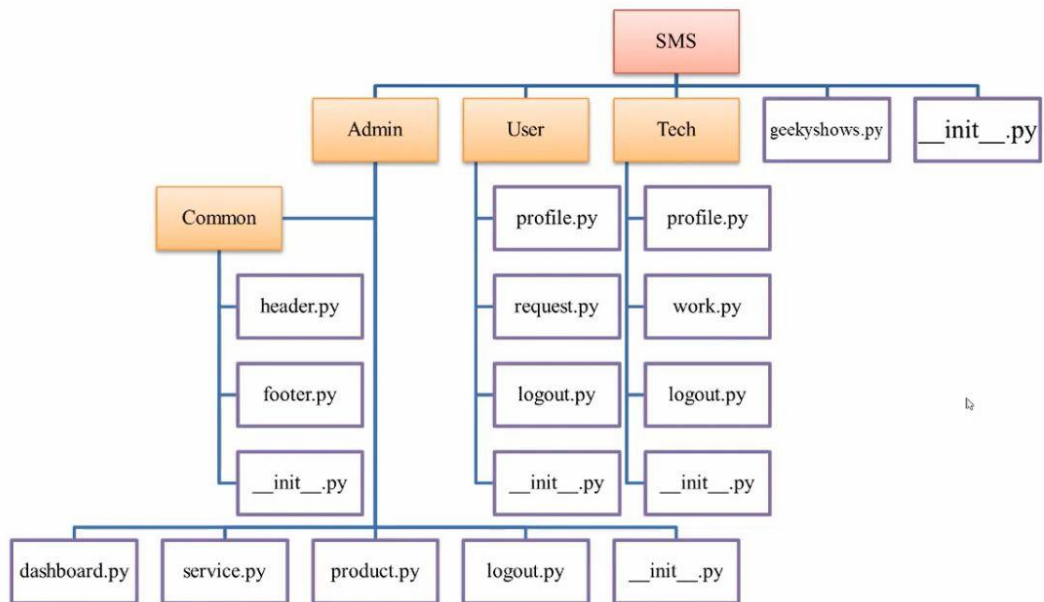 SMS
Admin
User
Tech
geekyshows.py
__init__.py
Common
profile.py
profile.py
header.py
request.py
work.py
footer.py
logout.py
logout.py
__init__.py
__init__.py
__init__.py
dashboard.py
service.py
product.py
logout.py
__init__.py